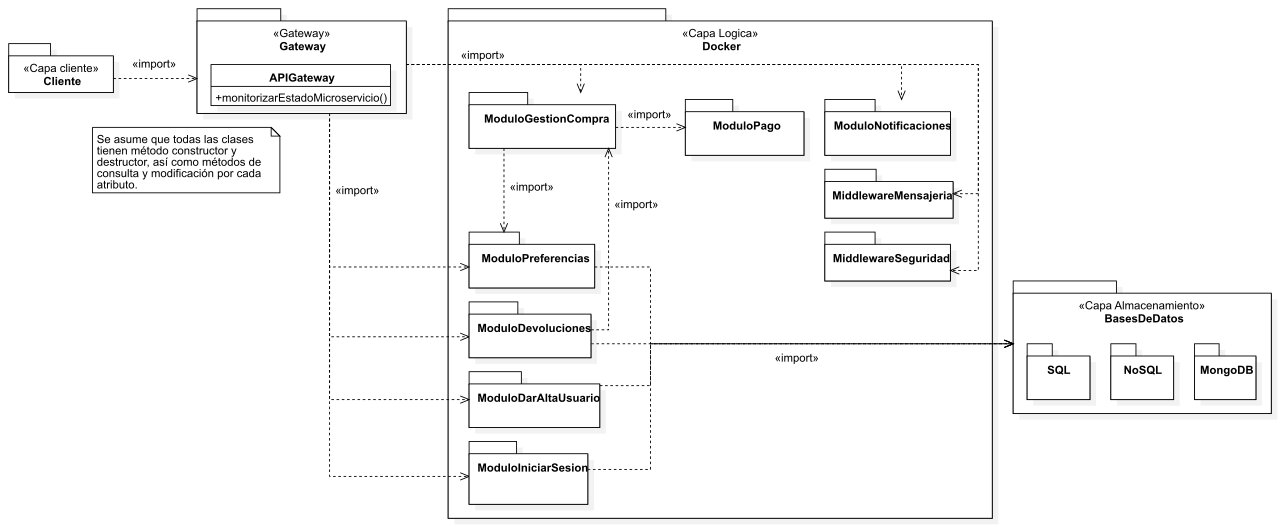 «Capa cliente»
Cliente
«import»
«Gateway»
Gateway
APIGateway
+monitorizarEstadoMicroservicio()
Se asume que todas las clases
tienen método constructor y
destructor, así como métodos de
consulta y modificación por cada
atributo.
«import»
«Capa Logica»
Docker
«import»
ModuloGestionCompra
«import»
ModuloPago
ModuloNotificaciones
«import»
«import»
MiddlewareMensajeria
ModuloPreferencias
MiddlewareSeguridad
ModuloDevoluciones
«import»
ModuloDarAltaUsuario
ModuloIniciarSesion
«Capa Almacenamiento»
BasesDeDatos
SQL
NoSQL
MongoDB